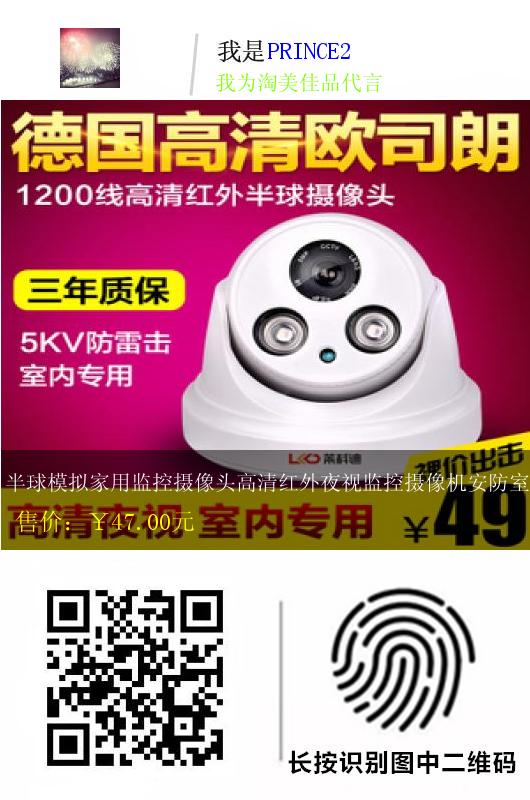 我是PRINCE2
我为淘美佳品代言
德国高清欧司朗
1200线高清红外半球摄像头
三年质保
5KV防雷击
室内专用
CCTV
LKD 莱科德
裸价出击
半球模拟家用监控摄像头高清红外夜视监控摄像机安防室
售价：￥47.00元
高清夜视 室内专用 ￥49
长按识别图中二维码